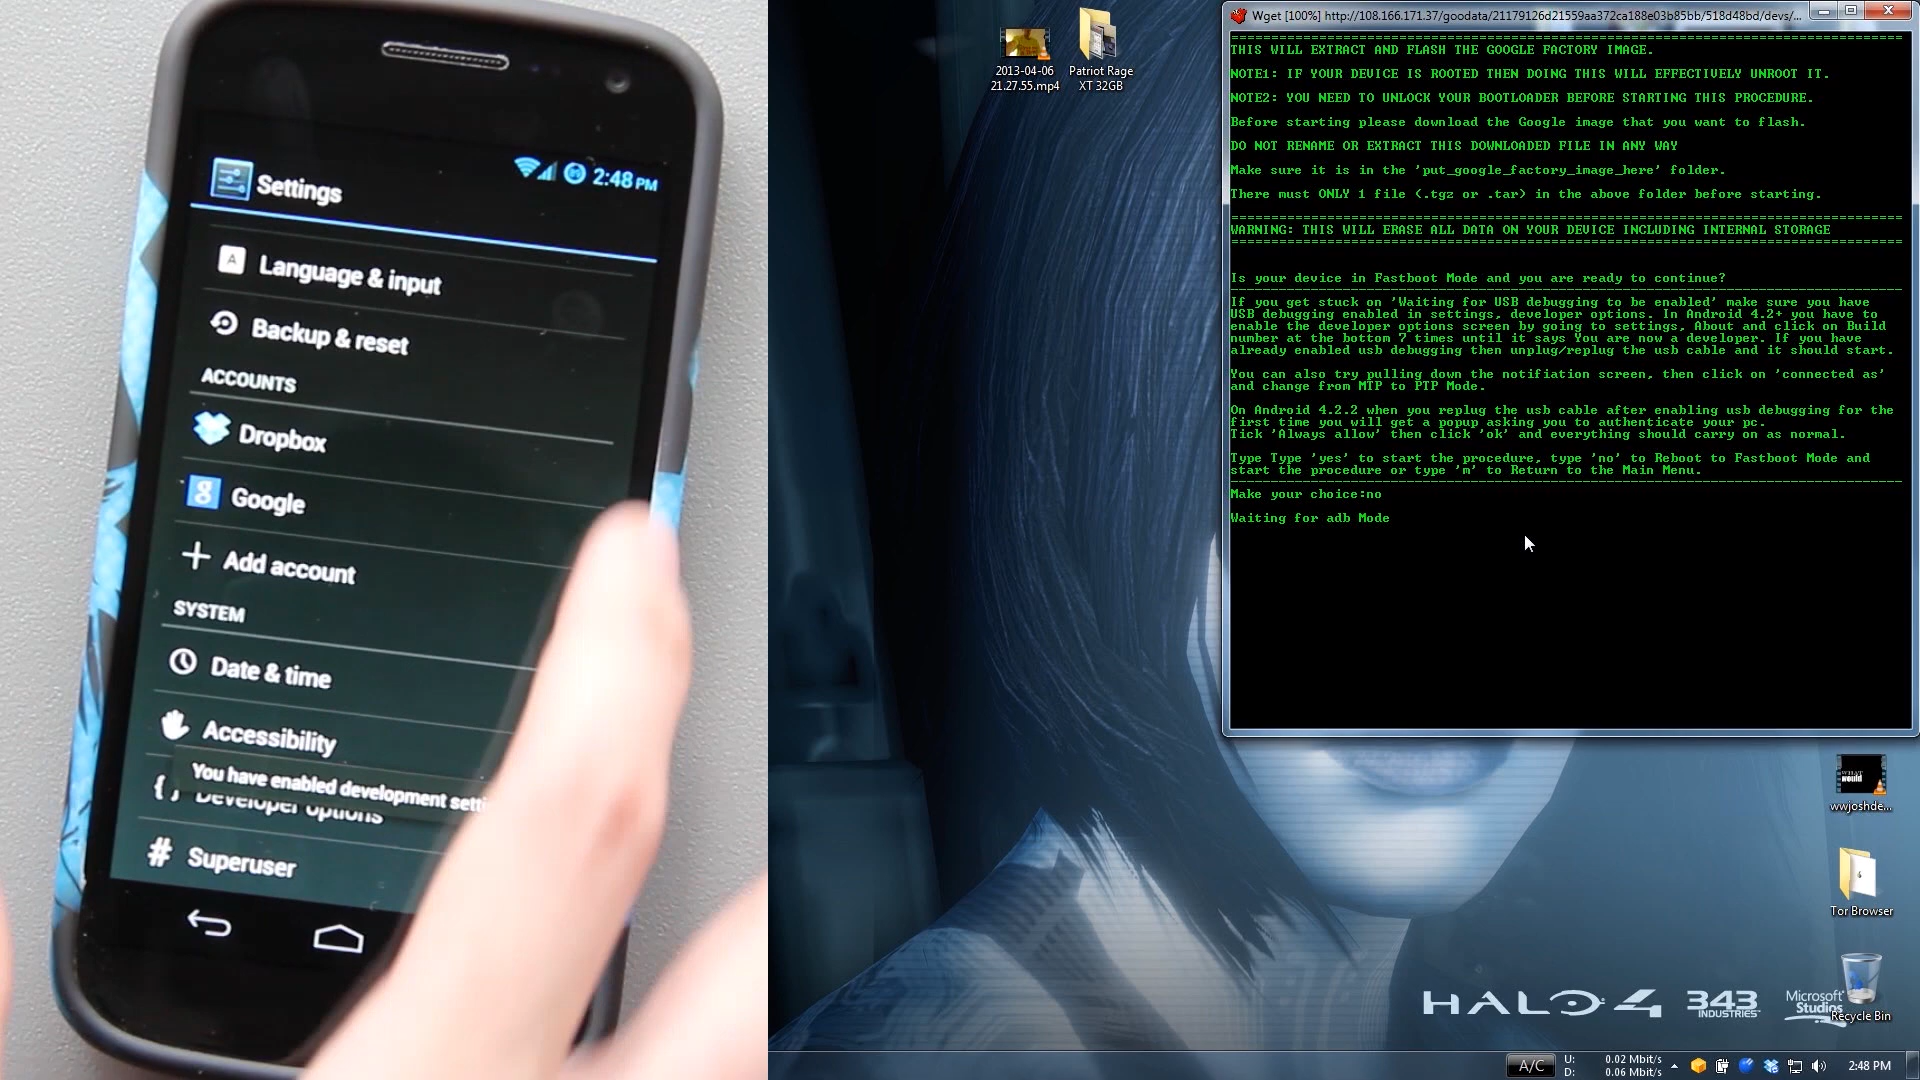 2:48 PM
Settings
Language & input
Backup & reset
ACCOUNTS
Dropbox
Google
Add account
SYSTEM
Date & time
Accessibility
You have enabled development setti
Developer options
Superuser
2013-04-06
21.27.55.mp4
Patriot Rage
XT 32GB
Wget [100%] http://108.166.171.37/goodata/21179126d21559aa372ca188e03b85bb/518d48bd/devs/...
THIS WILL EXTRACT AND FLASH THE GOOGLE FACTORY IMAGE.
NOTE1: IF YOUR DEVICE IS ROOTED THEN DOING THIS WILL EFFECTIVELY UNROOT IT.
NOTE2: YOU NEED TO UNLOCK YOUR BOOTLOADER BEFORE STARTING THIS PROCEDURE.
Before starting please download the Google image that you want to flash.
DO NOT RENAME OR EXTRACT THIS DOWNLOADED FILE IN ANY WAY
Make sure it is in the 'put_google_factory_image_here' folder.
There must ONLY 1 file (.tgz or .tar) in the above folder before starting.
WARNING: THIS WILL ERASE ALL DATA ON YOUR DEVICE INCLUDING INTERNAL STORAGE
Is your device in Fastboot Mode and you are ready to continue?
If you get stuck on 'Waiting for USB debugging to be enabled' make sure you have
USB debugging enabled in settings, developer options. In Android 4.2+ you have to
enable the developer options screen by going to settings, About and click on Build
number at the bottom 7 times until it says You are now a developer. If you have
already enabled usb debugging then unplug/replug the usb cable and it should start.
You can also try pulling down the notifiation screen, then click on 'connected as'
and change from MTP to PTP Mode.
On Android 4.2.2 when you replug the usb cable after enabling usb debugging for the
first time you will get a popup asking you to authenticate your pc.
Tick 'Always allow' then click 'ok' and everything should carry on as normal.
Type Type 'yes' to start the procedure, type 'no' to Reboot to Fastboot Mode and
start the procedure or type 'm' to Return to the Main Menu.
Make your choice:no
Waiting for adb Mode
WHAT
would
wwjoshde...
Tor Browser
HALO 4
343
INDUSTRIES
Microsoft
Studios
Recycle Bin
A/C
U: 0.02 Mbit/s
D: 0.06 Mbit/s
2:48 PM